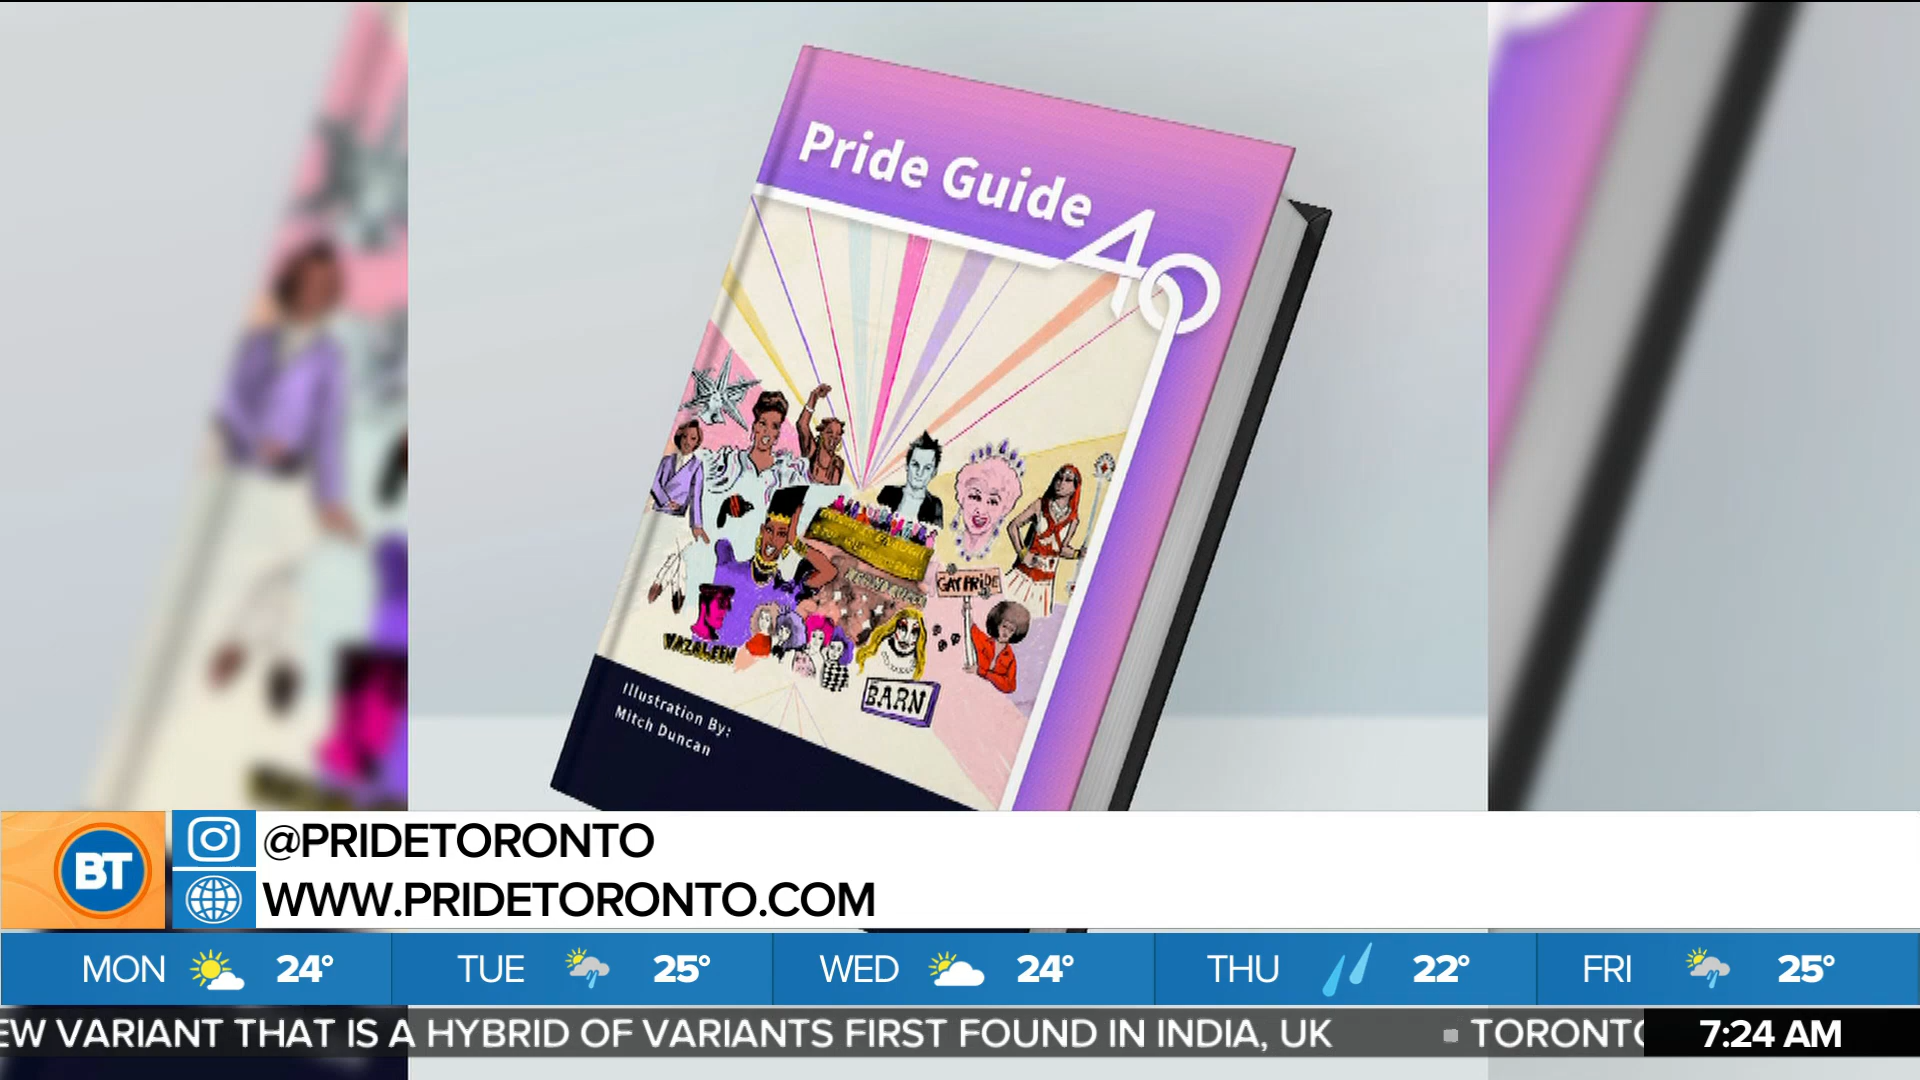 Pride Guide
40
GAY PRIDE
VAZALEEN
BARN
Illustration By:
Mitch Duncan
BT
@PRIDETORONTO
WWW.PRIDETORONTO.COM
MON 24° TUE 25° WED 24° THU 22° FRI 25°
EW VARIANT THAT IS A HYBRID OF VARIANTS FIRST FOUND IN INDIA, UK TORONTO 7:24 AM